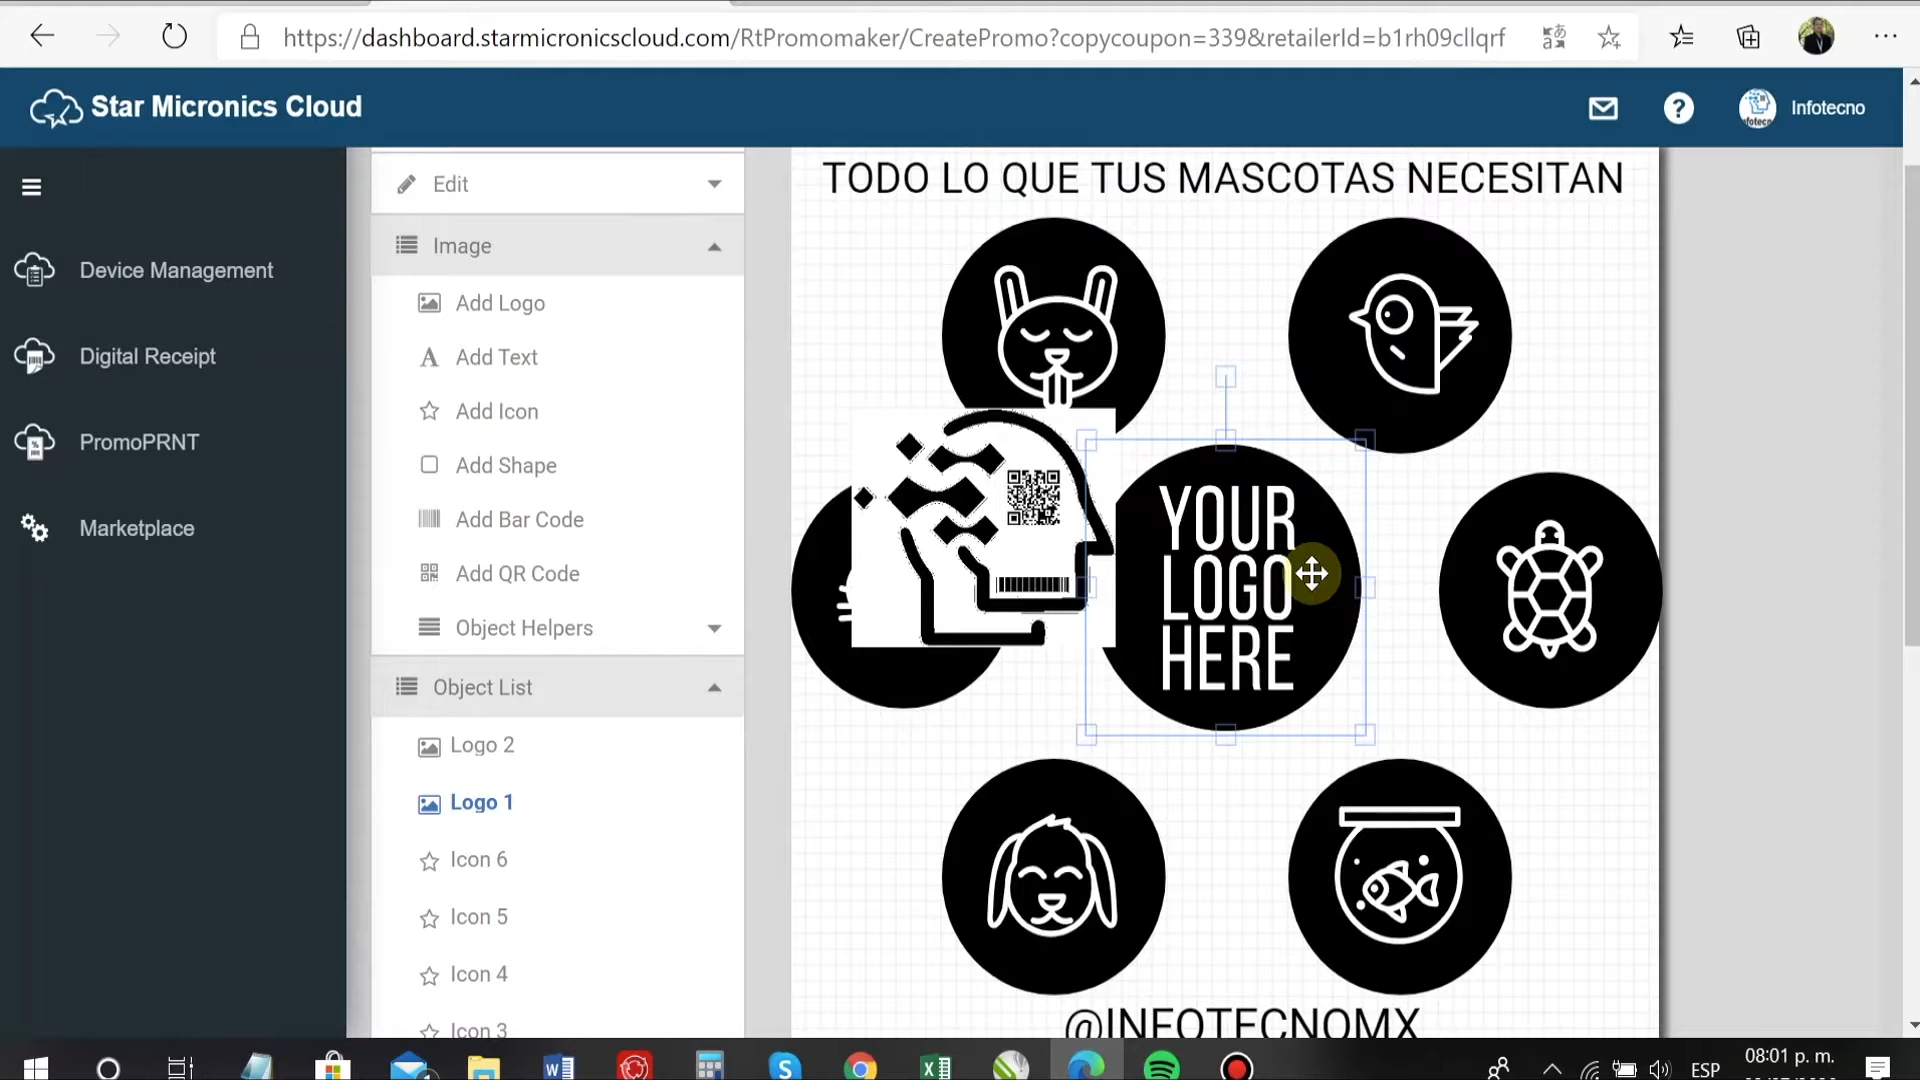 https://dashboard.starmicronicscloud.com/RtPromomaker/CreatePromo?copycoupon=339&retailerId=b1rh09cllqrf
Star Micronics Cloud
? Infotecno
Device Management
Digital Receipt
PromoPRNT
Marketplace
Edit
Image
Add Logo
Add Text
Add Icon
Add Shape
Add Bar Code
Add QR Code
Object Helpers
Object List
Logo 2
Logo 1
Icon 6
Icon 5
Icon 4
Icon 3
TODO LO QUE TUS MASCOTAS NECESITAN
YOUR
LOGO
HERE
@INFOTECNOMX
ESP
08:01 p. m.